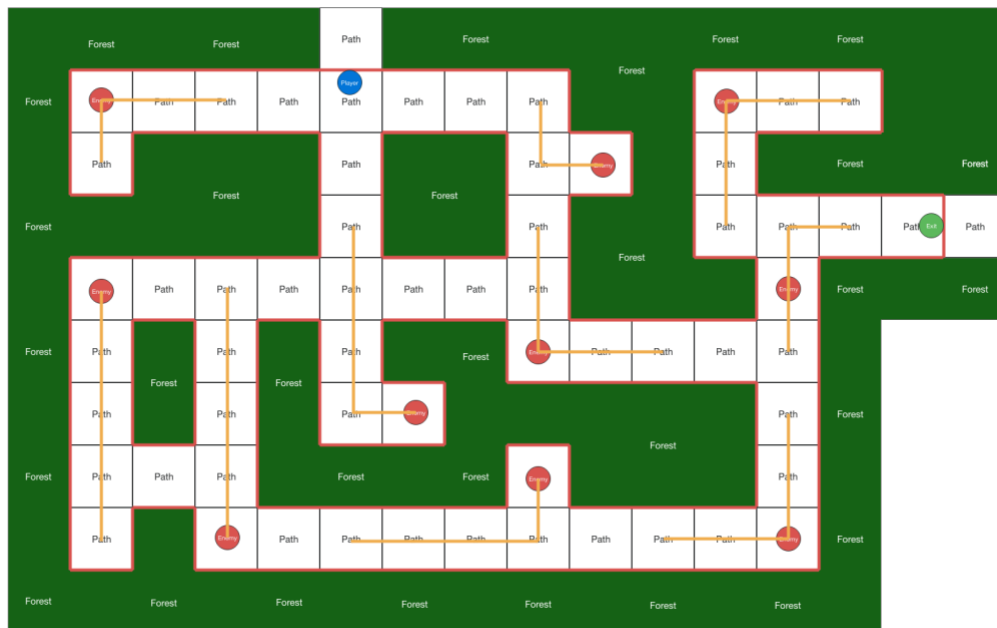 Path
Forest Forest Forest Forest Forest
Forest
Player
Forest Enemy Path Path Path Path Path Path Path Enemy Path Path
Path Path Path Enemy Path Forest Forest
Forest Forest
Forest Path Path Path Path Path Path Exit Path
Forest
Enemy Path Path Path Path Path Path Path Enemy Forest Forest
Forest Path Path Path Forest Enemy Path Path Path Path
Forest Forest
Path Path Path Enemy Path Forest
Forest
Forest Path Path Path Forest Forest Enemy Path
Path Enemy Path Path Path Path Path Path Path Path Enemy Forest
Forest Forest Forest Forest Forest Forest Forest